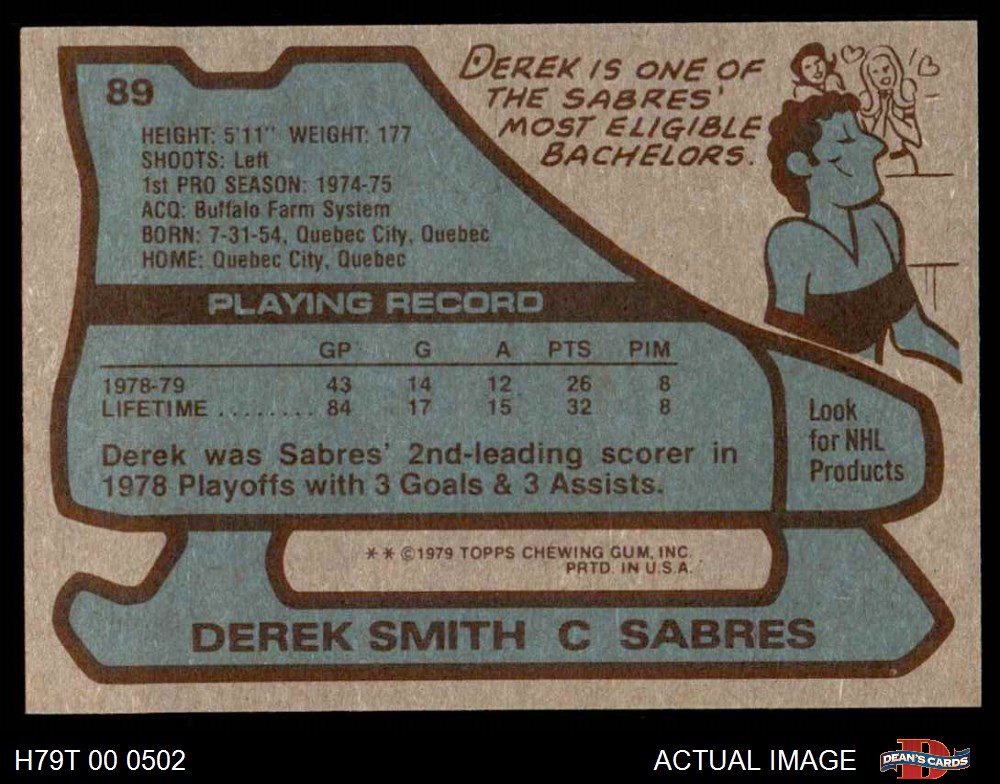 89
HEIGHT: 5'11" WEIGHT: 177
SHOOTS: Left
1st PRO SEASON: 1974-75
ACQ: Buffalo Farm System
BORN: 7-31-54, Quebec City, Quebec
HOME: Quebec City, Quebec
DEREK IS ONE OF
THE SABRES'
MOST ELIGIBLE
BACHELORS.
PLAYING RECORD
GP G A PTS PIM
1978-79 43 14 12 26 8
LIFETIME ........ 84 17 15 32 8
Derek was Sabres' 2nd-leading scorer in
1978 Playoffs with 3 Goals & 3 Assists.
Look
for NHL
Products
* * ©1979 TOPPS CHEWING GUM, INC.
PRTD. IN U.S.A.
DEREK SMITH C SABRES
H79T 00 0502
ACTUAL IMAGE
DEAN'S CARDS